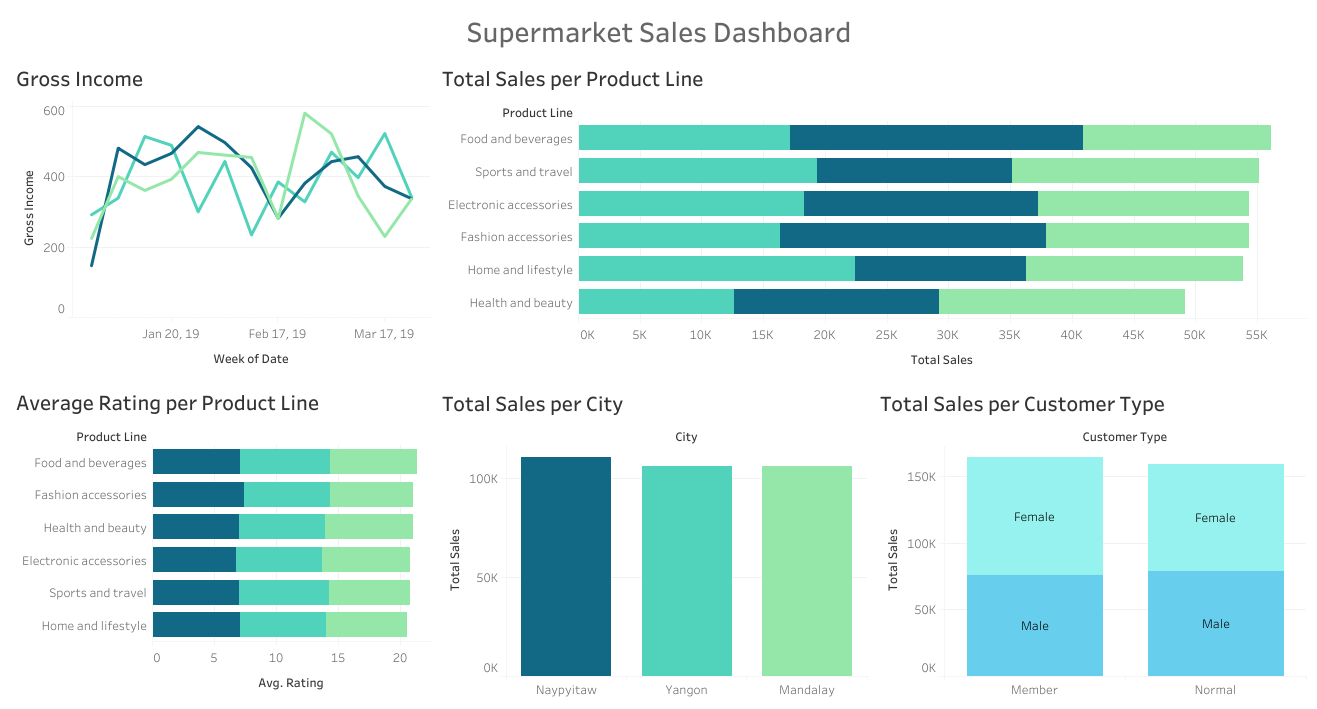 Supermarket Sales Dashboard
Gross Income
600
400
200
0
Gross Income
Jan 20, 19 Feb 17, 19 Mar 17, 19
Week of Date
Total Sales per Product Line
Product Line
Food and beverages
Sports and travel
Electronic accessories
Fashion accessories
Home and lifestyle
Health and beauty
0K 5K 10K 15K 20K 25K 30K 35K 40K 45K 50K 55K
Total Sales
Average Rating per Product Line
Product Line
Food and beverages
Fashion accessories
Health and beauty
Electronic accessories
Sports and travel
Home and lifestyle
0 5 10 15 20
Avg. Rating
Total Sales per City
City
100K
50K
0K
Total Sales
Naypyitaw Yangon Mandalay
Total Sales per Customer Type
Customer Type
150K
100K
50K
0K
Total Sales
Female Female
Male Male
Member Normal